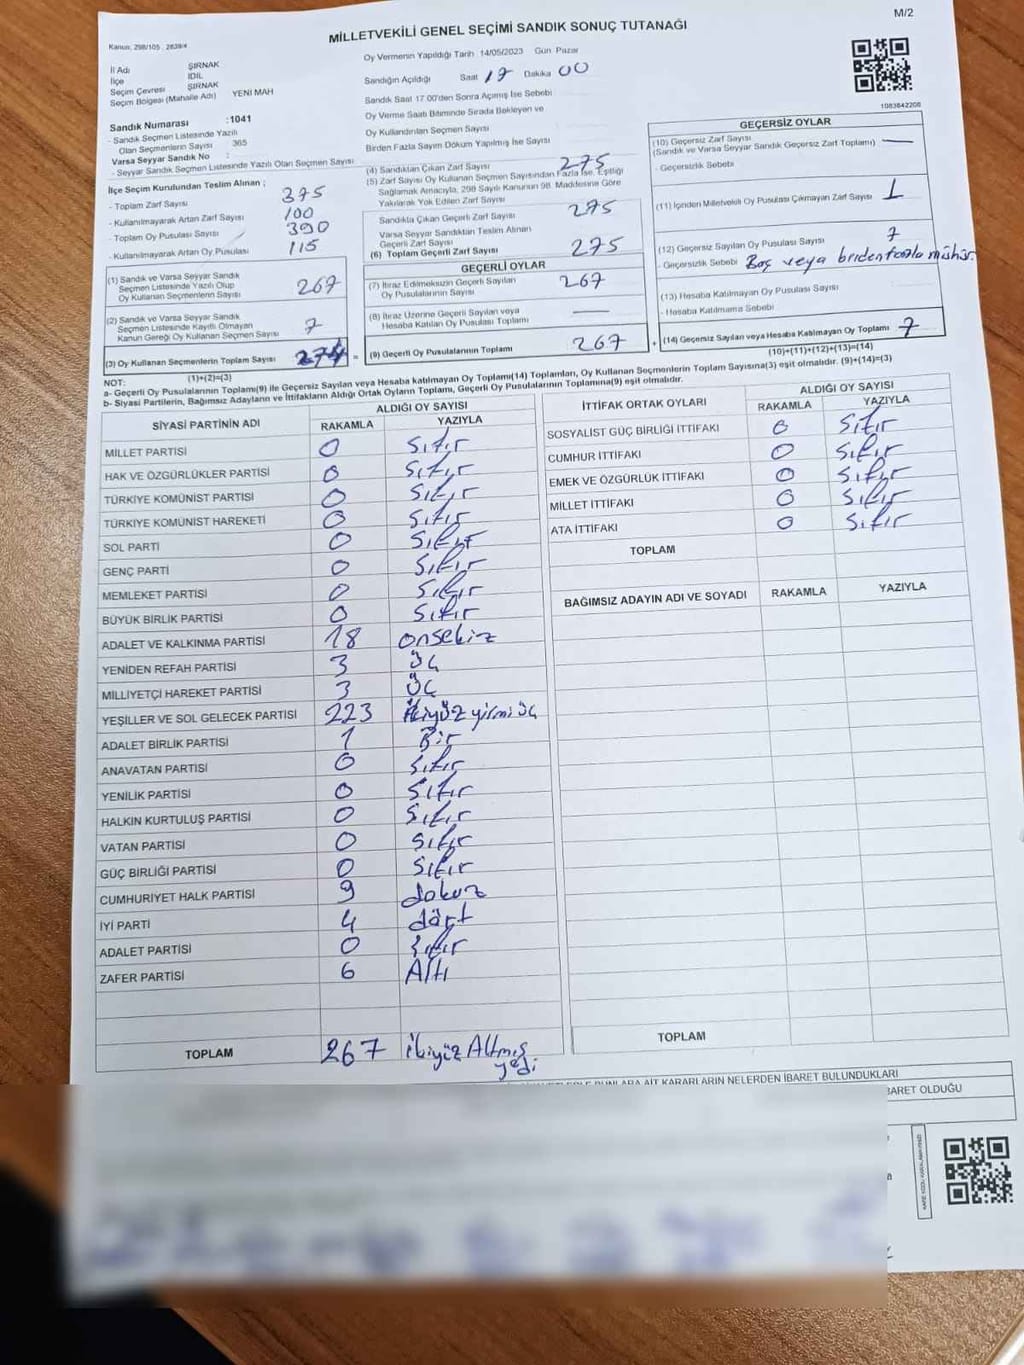 M/2
MİLLETVEKİLİ GENEL SEÇİMİ SANDIK SONUÇ TUTANAĞI
Kanun: 298/105 , 2839/4
İl Adı ŞIRNAK
İlçe İDİL
Seçim Çevresi ŞIRNAK
Seçim Bölgesi (Mahalle Adı) YENİ MAH
Oy Vermenin Yapıldığı Tarih 14/05/2023 Gün Pazar
Sandığın Açıldığı Saat 17 Dakika 00
Sandık Saat 17:00'den Sonra Açımış İse Sebebi
Oy Verme Saati Bitiminde Sırada Bekleyen ve
Oy Kullandırılan Seçmen Sayısı
Birden Fazla Sayım Döküm Yapılmış İse Sayısı
1083842208
Sandık Numarası : 1041
- Sandık Seçmen Listesinde Yazılı
Olan Seçmenlerin Sayısı 365
Varsa Seyyar Sandık No :
- Seyyar Sandık Seçmen Listesinde Yazılı Olan Seçmen Sayısı
İlçe Seçim Kurulundan Teslim Alınan ;
- Toplam Zarf Sayısı 375
- Kullanılmayarak Artan Zarf Sayısı 100
- Toplam Oy Pusulası Sayısı 390
- Kullanılmayarak Artan Oy Pusulası 115
(1) Sandık ve Varsa Seyyar Sandık
Seçmen Listesinde Yazılı Olup
Oy Kullanan Seçmenlerin Sayısı 267
(2) Sandık ve Varsa Seyyar Sandık
Seçmen Listesinde Kayıtlı Olmayan
Kanun Gereği Oy Kullanan Seçmen Sayısı 7
(3) Oy Kullanan Seçmenlerin Toplam Sayısı 274 =
(1)+(2)=(3)
(4) Sandıktan Çıkan Zarf Sayısı 275
(5) Zarf Sayısı Oy Kullanan Seçmen Sayısından Fazla İse, Eşitliği
Sağlamak Amacıyla, 298 Sayılı Kanunun 98. Maddesine Göre
Yakılarak Yok Edilen Zarf Sayısı
Sandıkta Çıkan Geçerli Zarf Sayısı 275
Varsa Seyyar Sandıktan Teslim Alınan
Geçerli Zarf Sayısı
(6) Toplam Geçerli Zarf Sayısı 275
GEÇERLİ OYLAR
(7) İtiraz Edilmeksizin Geçerli Sayılan
Oy Pusulalarının Sayısı 267
(8) İtiraz Üzerine Geçerli Sayılan veya
Hesaba Katılan Oy Pusulası Toplamı —
(9) Geçerli Oy Pusulalarının Toplamı 267 +
GEÇERSİZ OYLAR
(10) Geçersiz Zarf Sayısı
(Sandık ve Varsa Seyyar Sandık Geçersiz Zarf Toplamı) —
- Geçersizlik Sebebi
(11) İçinden Milletvekili Oy Pusulası Çıkmayan Zarf Sayısı 1
(12) Geçersiz Sayılan Oy Pusulası Sayısı 7
- Geçersizlik Sebebi Boş veya birden fazla mühür.
(13) Hesaba Katılmayan Oy Pusulası Sayısı
- Hesaba Katılmama Sebebi
(14) Geçersiz Sayılan veya Hesaba Katılmayan Oy Toplamı 7
(10)+(11)+(12)+(13)=(14)
NOT:
a- Geçerli Oy Pusulaları(9) ile Geçersiz Sayılan veya Hesaba katılmayan Oy Toplamı(14) Toplamları, Oy Kullanan Seçmenlerin Toplam Sayısına(3) eşit olmalıdır. (9)+(14)=(3)
b- Siyasi Partilerin, Bağımsız Adayların ve İttifakların Aldığı Ortak Oyların Toplamı, Geçerli Oy Pusulalarının Toplamına(9) eşit olmalıdır.
SİYASİ PARTİNİN ADI ALDIĞI OY SAYISI
RAKAMLA YAZIYLA
MİLLET PARTİSİ 0 Sıfır
HAK VE ÖZGÜRLÜKLER PARTİSİ 0 Sıfır
TÜRKİYE KOMÜNİST PARTİSİ 0 Sıfır
TÜRKİYE KOMÜNİST HAREKETİ 0 Sıfır
SOL PARTİ 0 Sıfır
GENÇ PARTİ 0 Sıfır
MEMLEKET PARTİSİ 0 Sıfır
BÜYÜK BİRLİK PARTİSİ 0 Sıfır
ADALET VE KALKINMA PARTİSİ 18 onsekiz
YENİDEN REFAH PARTİSİ 3 üç
MİLLİYETÇİ HAREKET PARTİSİ 3 üç
YEŞİLLER VE SOL GELECEK PARTİSİ 223 ikiyüz yirmi üç
ADALET BİRLİK PARTİSİ 1 Bir
ANAVATAN PARTİSİ 0 Sıfır
YENİLİK PARTİSİ 0 Sıfır
HALKIN KURTULUŞ PARTİSİ 0 Sıfır
VATAN PARTİSİ 0 Sıfır
GÜÇ BİRLİĞİ PARTİSİ 0 Sıfır
CUMHURİYET HALK PARTİSİ 9 dokuz
İYİ PARTİ 4 dört
ADALET PARTİSİ 0 Sıfır
ZAFER PARTİSİ 6 Altı
TOPLAM 267 ikiyüz Altmış
yedi
İTTİFAK ORTAK OYLARI ALDIĞI OY SAYISI
RAKAMLA YAZIYLA
SOSYALİST GÜÇ BİRLİĞİ İTTİFAKI 0 Sıfır
CUMHUR İTTİFAKI 0 Sıfır
EMEK VE ÖZGÜRLÜK İTTİFAKI 0 Sıfır
MİLLET İTTİFAKI 0 Sıfır
ATA İTTİFAKI 0 Sıfır
TOPLAM
BAĞIMSIZ ADAYIN ADI VE SOYADI RAKAMLA YAZIYLA
TOPLAM
BUNLARA AİT KARARLARIN NELERDEN İBARET BULUNDUKLARI
BARET OLDUĞU